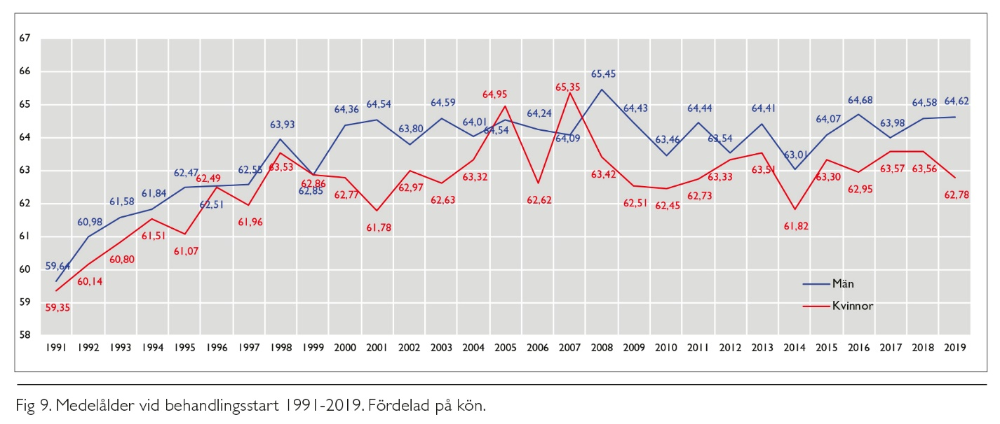 67
66
65
64
63
62
61
60
59
58
59,64 60,98 61,58 61,84 62,47 62,51 62,55 63,93 62,85 64,36 64,54 63,80 64,59 64,01 64,54 64,24 64,09 65,45 64,43 63,46 64,44 63,54 64,41 63,01 64,07 64,68 63,98 64,58 64,62
59,35 60,14 60,80 61,51 61,07 62,49 61,96 63,53 62,86 62,77 61,78 62,97 62,63 63,32 64,95 62,62 65,35 63,42 62,51 62,45 62,73 63,33 63,51 61,82 63,30 62,95 63,57 63,56 62,78
Män
Kvinnor
1991 1992 1993 1994 1995 1996 1997 1998 1999 2000 2001 2002 2003 2004 2005 2006 2007 2008 2009 2010 2011 2012 2013 2014 2015 2016 2017 2018 2019
Fig 9. Medelålder vid behandlingsstart 1991-2019. Fördelad på kön.